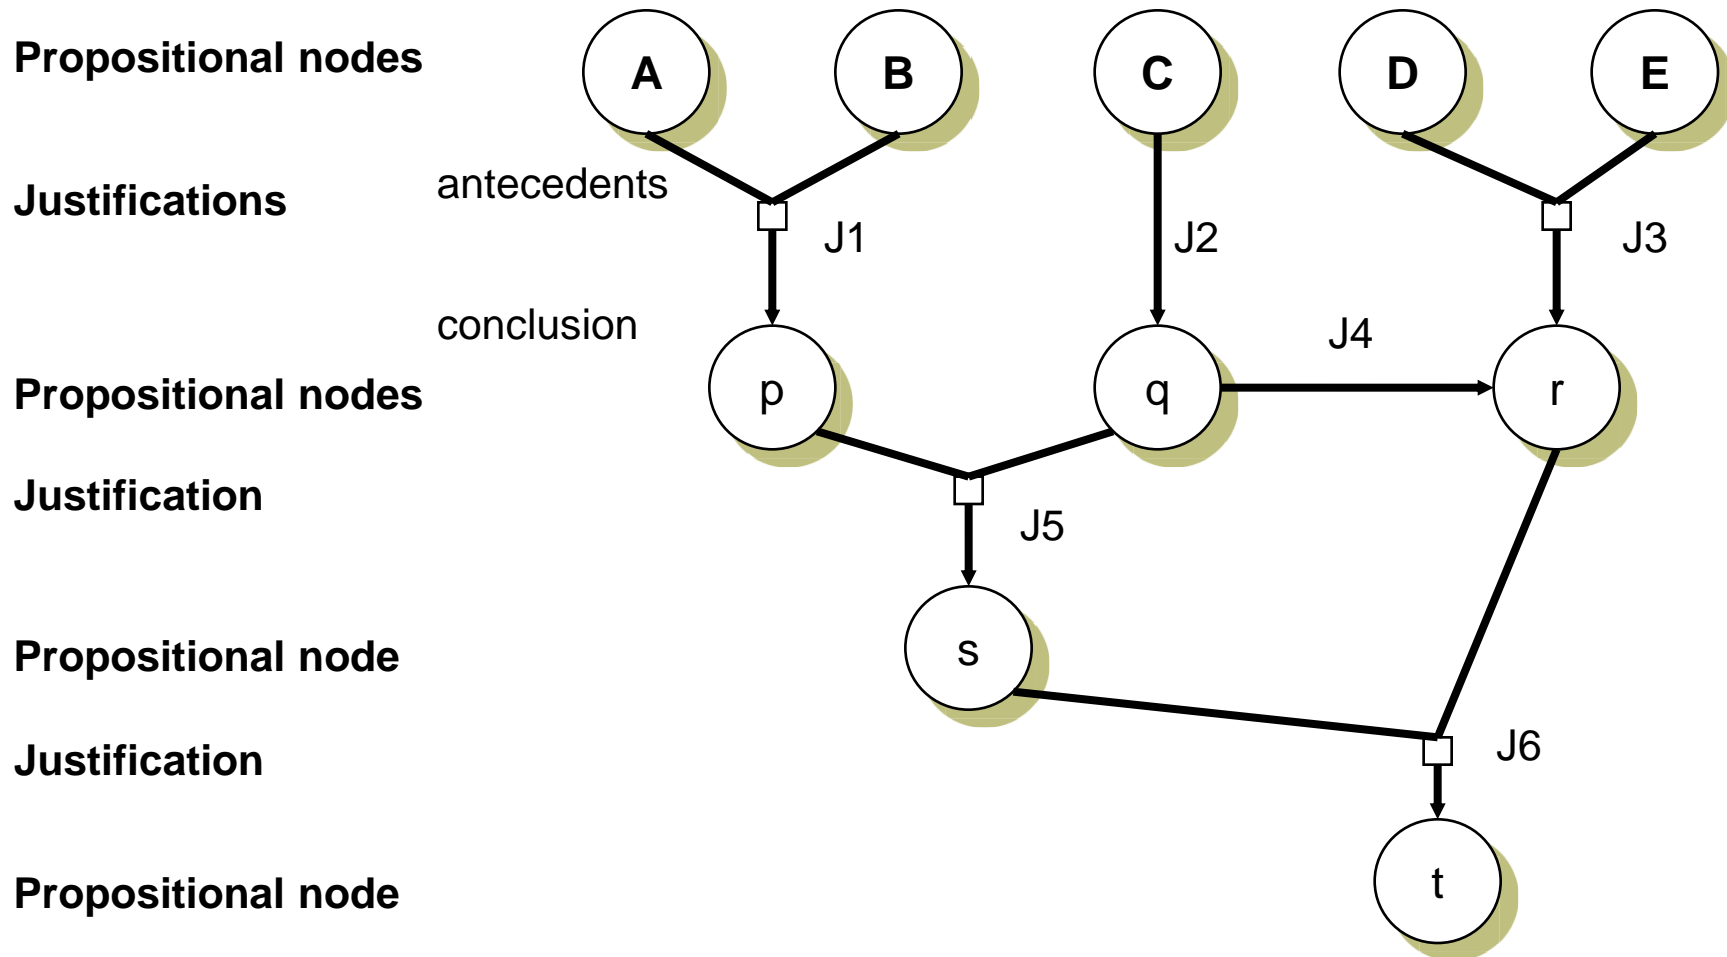 Propositional nodes
A
B
C
D
E
Justifications
antecedents
J1
J2
J3
conclusion
J4
Propositional nodes
p
q
r
Justification
J5
Propositional node
s
Justification
J6
Propositional node
t